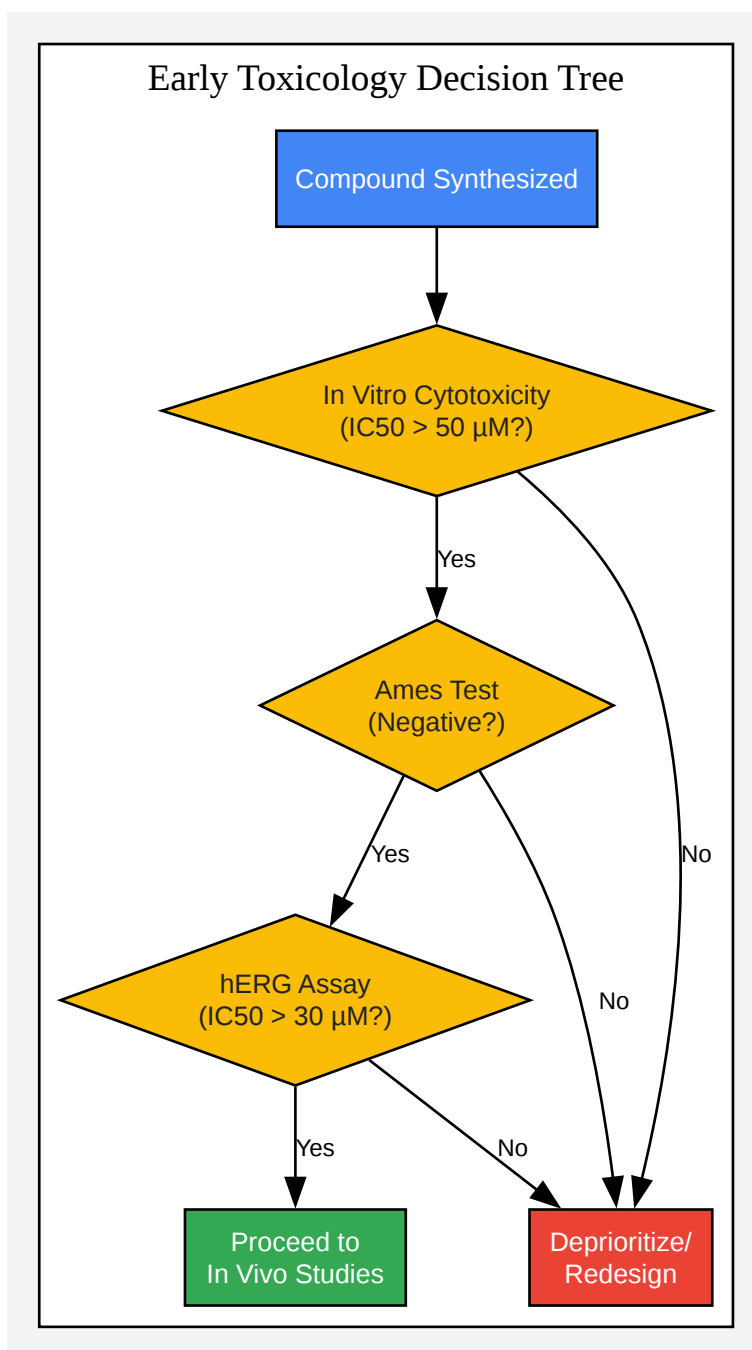 Early Toxicology Decision Tree
Compound Synthesized
In Vitro Cytotoxicity
(IC50 > 50 µM?)
Yes
Ames Test
(Negative?)
Yes
No
hERG Assay
(IC50 > 30 µM?)
No
Yes
No
Proceed to
In Vivo Studies
Deprioritize/
Redesign